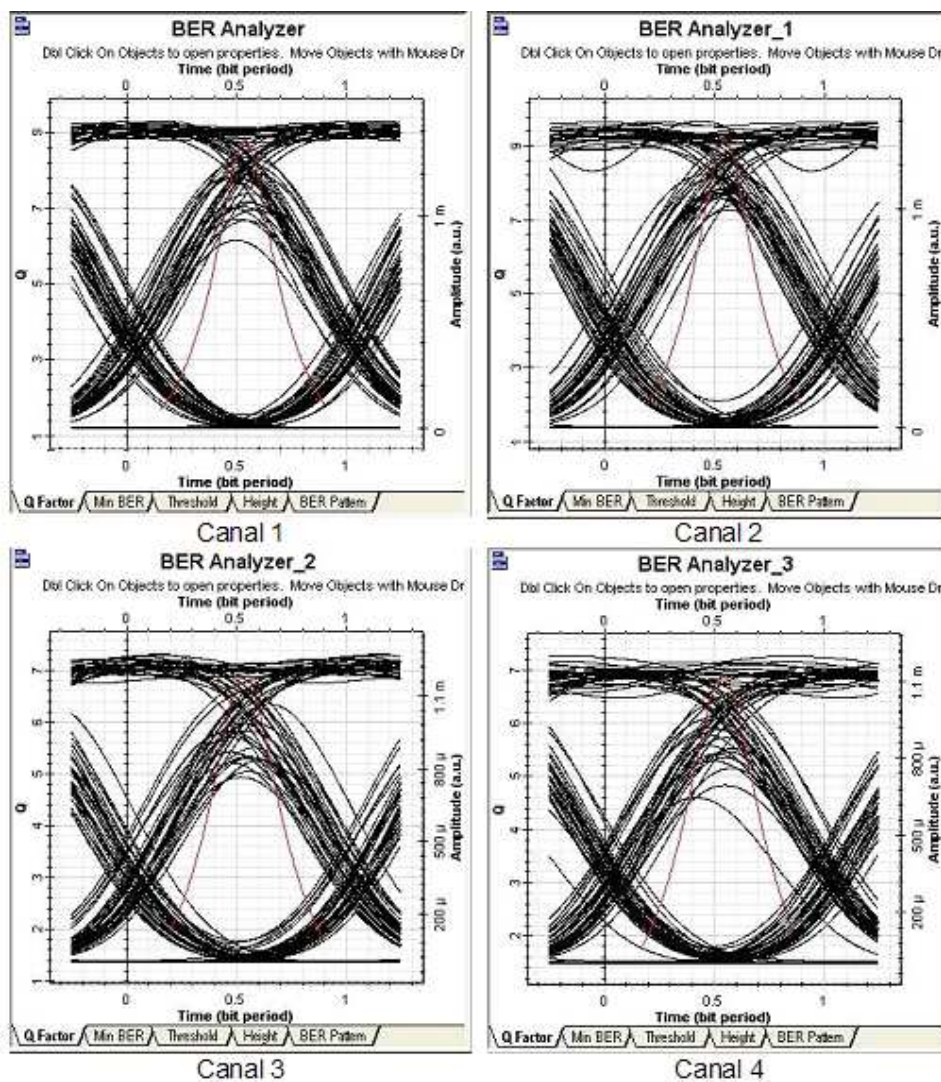 BER Analyzer
Dbl Click On Objects to open properties. Move Objects with Mouse Dr
Time (bit period)
0 0.5 1
Q
1 3 5 7 9
Amplitude (a.u.)
0 1 m
0 0.5 1
Time (bit period)
Q Factor Min BER Threshold Height BER Pattern
Canal 1
BER Analyzer_1
Dbl Click On Objects to open properties. Move Objects with Mouse Dr
Time (bit period)
0 0.5 1
Q
1 3 5 7 9
Amplitude (a.u.)
0 1 m
0 0.5 1
Time (bit period)
Q Factor Min BER Threshold Height BER Pattern
Canal 2
BER Analyzer_2
Dbl Click On Objects to open properties. Move Objects with Mouse Dr
Time (bit period)
0 0.5 1
Q
1 2 3 4 5 6 7
Amplitude (a.u.)
200 µ 500 µ 800 µ 1.1 m
0 0.5 1
Time (bit period)
Q Factor Min BER Threshold Height BER Pattern
Canal 3
BER Analyzer_3
Dbl Click On Objects to open properties. Move Objects with Mouse Dr
Time (bit period)
0 0.5 1
Q
2 3 4 5 6 7
Amplitude (a.u.)
200 µ 500 µ 800 µ 1.1 m
0 0.5 1
Time (bit period)
Q Factor Min BER Threshold Height BER Pattern
Canal 4